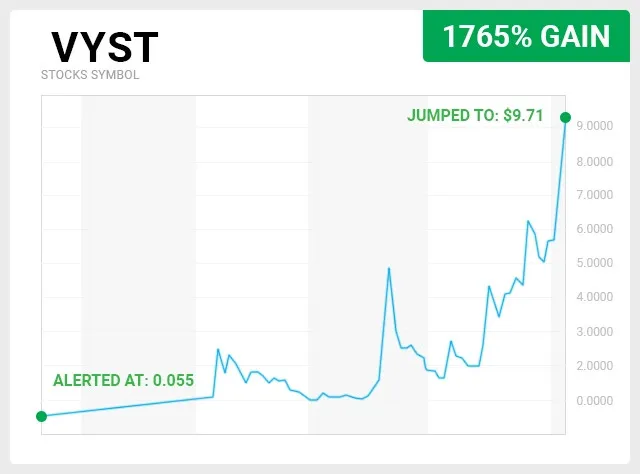 VYST
STOCKS SYMBOL
1765% GAIN
JUMPED TO: $9.71
9.0000
8.0000
7.0000
6.0000
5.0000
4.0000
3.0000
2.0000
0.0000
ALERTED AT: 0.055